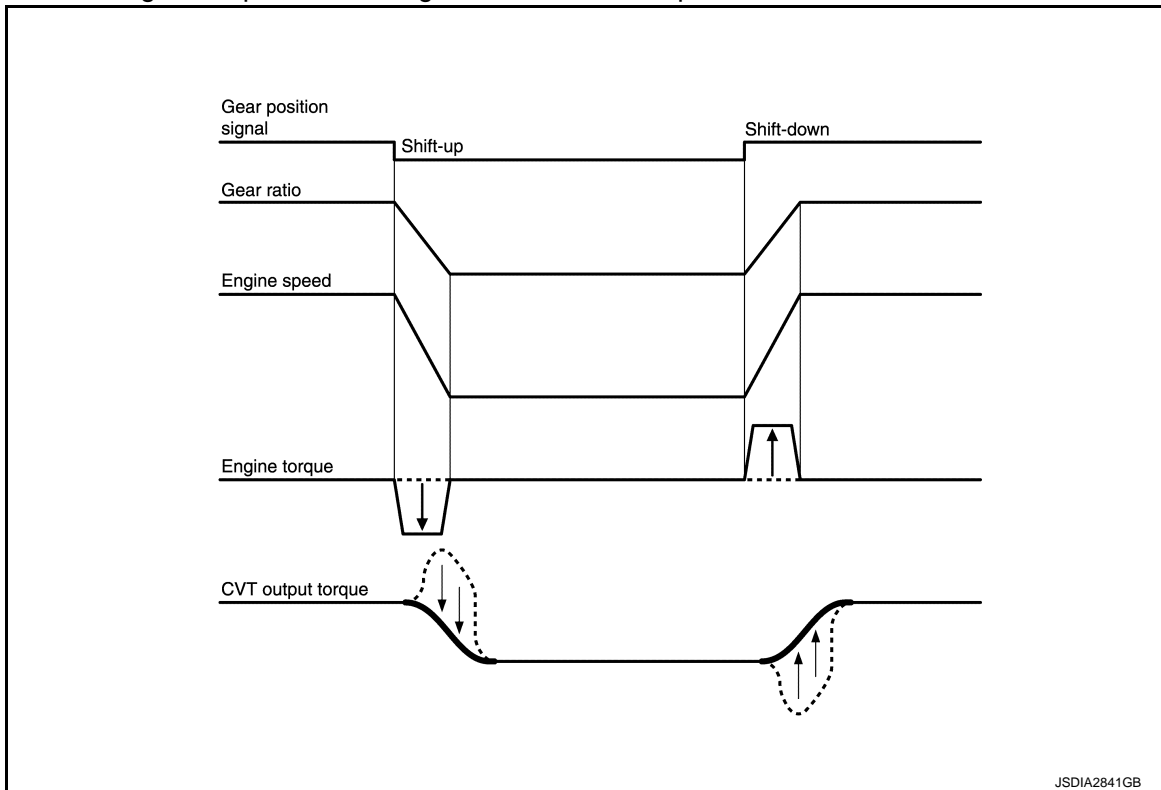 Gear position
signal
Shift-up
Shift-down
Gear ratio
Engine speed
Engine torque
CVT output torque
JSDIA2841GB